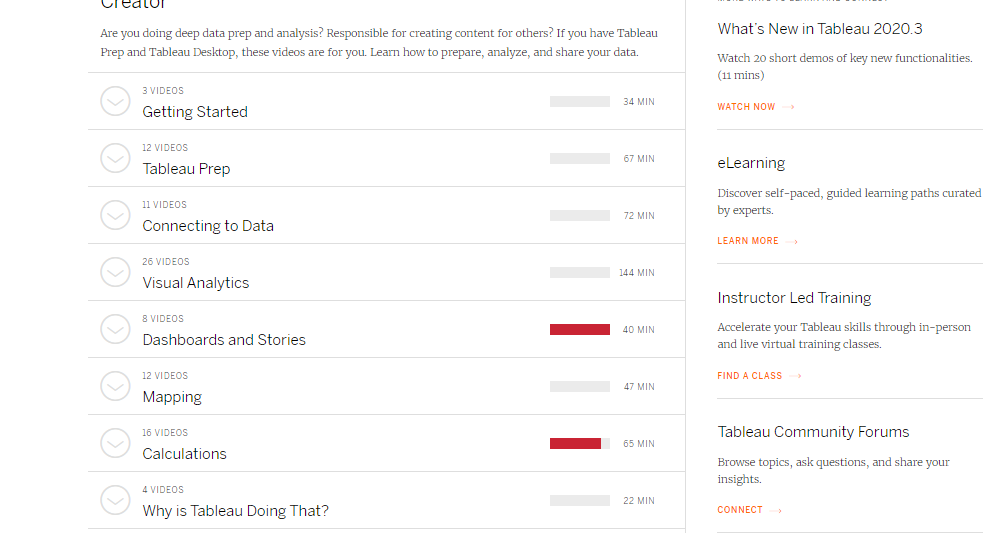 Creator
Are you doing deep data prep and analysis? Responsible for creating content for others? If you have Tableau
Prep and Tableau Desktop, these videos are for you. Learn how to prepare, analyze, and share your data.
3 VIDEOS
Getting Started
34 MIN
12 VIDEOS
Tableau Prep
67 MIN
11 VIDEOS
Connecting to Data
72 MIN
26 VIDEOS
Visual Analytics
144 MIN
8 VIDEOS
Dashboards and Stories
40 MIN
12 VIDEOS
Mapping
47 MIN
16 VIDEOS
Calculations
65 MIN
4 VIDEOS
Why is Tableau Doing That?
22 MIN
What's New in Tableau 2020.3
Watch 20 short demos of key new functionalities.
(11 mins)
WATCH NOW
eLearning
Discover self-paced, guided learning paths curated
by experts.
LEARN MORE
Instructor Led Training
Accelerate your Tableau skills through in-person
and live virtual training classes.
FIND A CLASS
Tableau Community Forums
Browse topics, ask questions, and share your
insights.
CONNECT